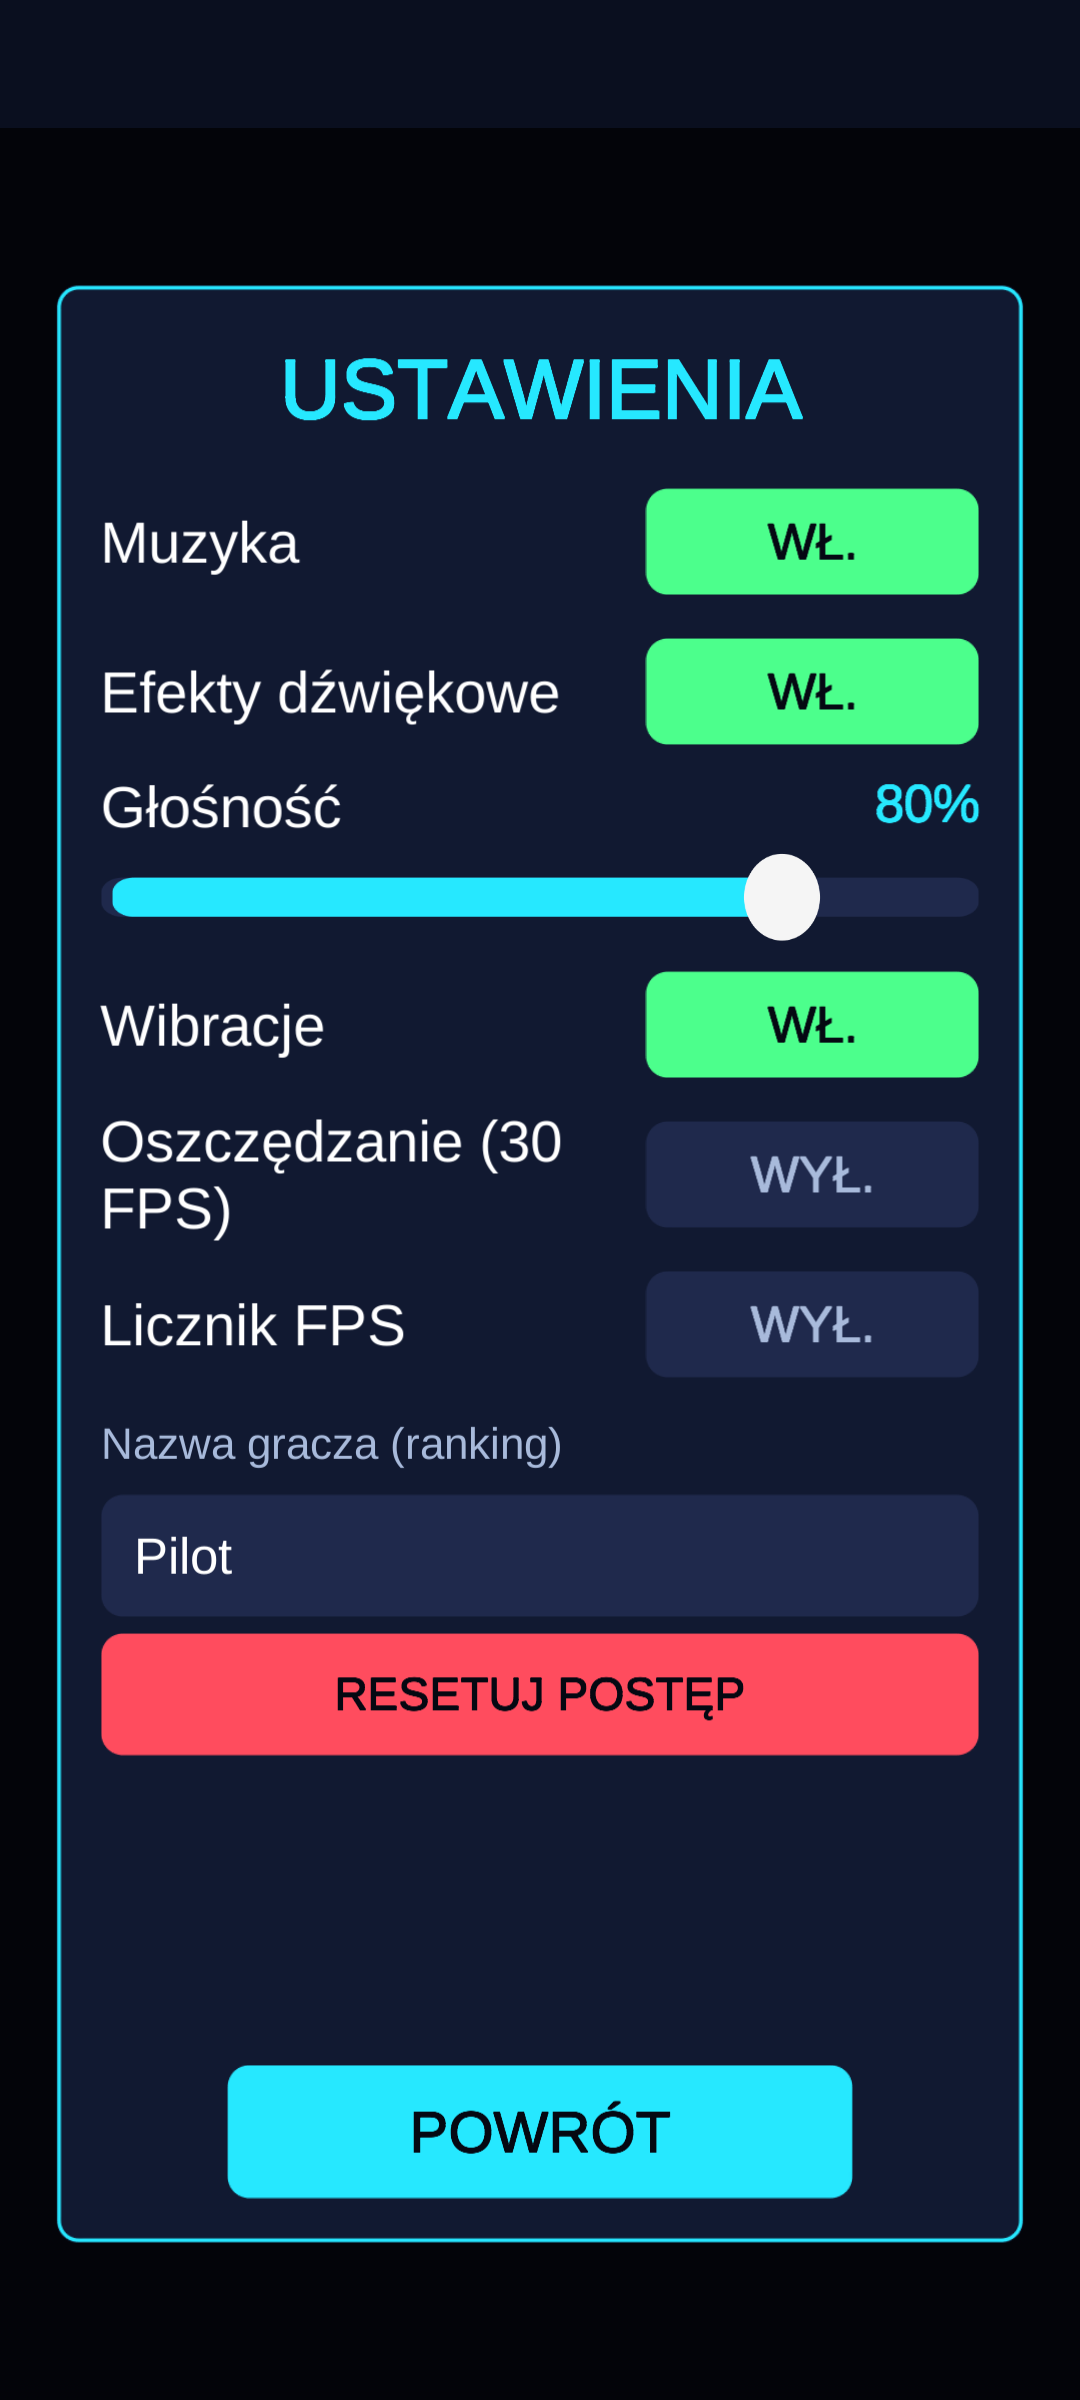 USTAWIENIA
Muzyka WŁ.
Efekty dźwiękowe WŁ.
Głośność 80%
Wibracje WŁ.
Oszczędzanie (30
FPS) WYŁ.
Licznik FPS WYŁ.
Nazwa gracza (ranking)
Pilot
RESETUJ POSTĘP
POWRÓT